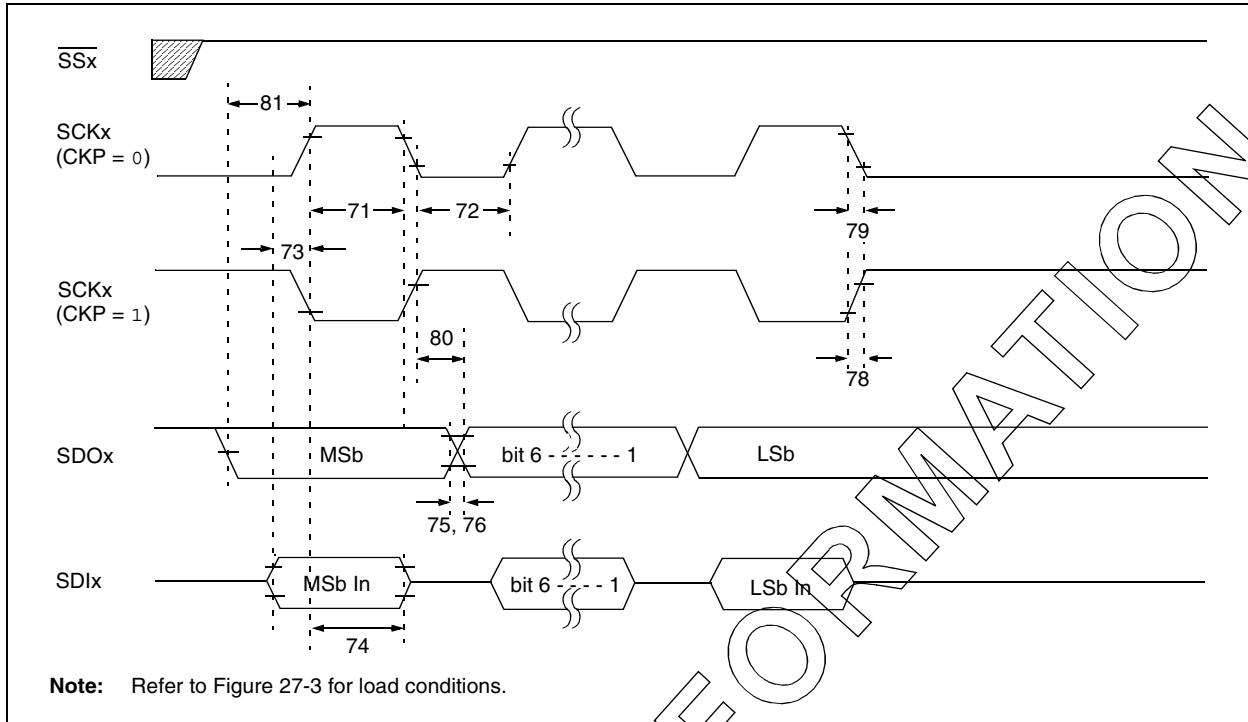 SSx
81
SCKx
(CKP = 0)
71
72
79
73
SCKx
(CKP = 1)
80
78
SDOx
MSb
bit 6 - - - - - - 1
LSb
75, 76
SDIx
MSb In
bit 6 - - - - - 1
LSb In
74
Note: Refer to Figure 27-3 for load conditions.
FORMATION